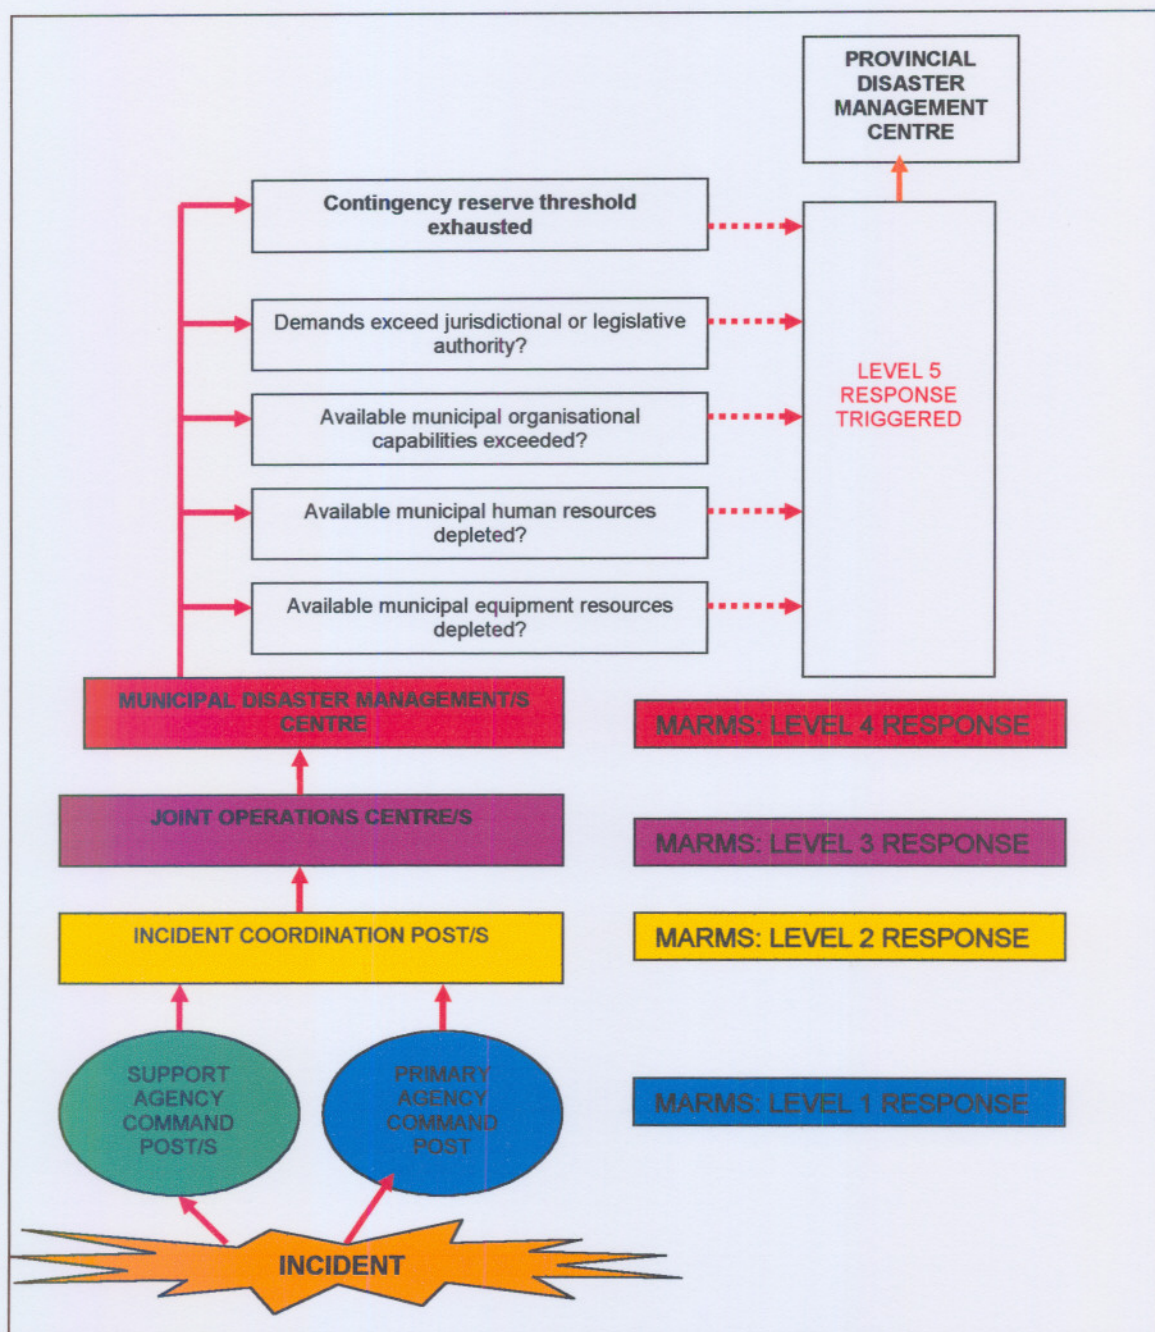 PROVINCIAL
DISASTER
MANAGEMENT
CENTRE
Contingency reserve threshold
exhausted
Demands exceed jurisdictional or legislative
authority?
Available municipal organisational
capabilities exceeded?
Available municipal human resources
depleted?
Available municipal equipment resources
depleted?
LEVEL 5
RESPONSE
TRIGGERED
MUNICIPAL DISASTER MANAGEMENT/S
CENTRE
MARMS: LEVEL 4 RESPONSE
JOINT OPERATIONS CENTRE/S
MARMS: LEVEL 3 RESPONSE
INCIDENT COORDINATION POST/S
MARMS: LEVEL 2 RESPONSE
SUPPORT
AGENCY
COMMAND
POST/S
PRIMARY
AGENCY
COMMAND
POST
MARMS: LEVEL 1 RESPONSE
INCIDENT